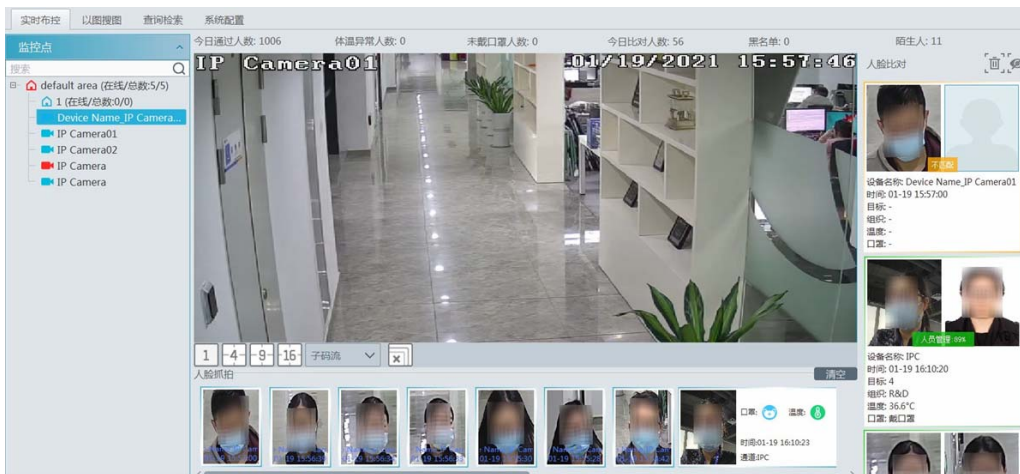 实时布控 以图搜图 查询检索 系统配置
监控点
今日通过人数: 1006 体温异常人数: 0 未戴口罩人数: 0 今日比对人数: 56 黑名单: 0 陌生人: 11
搜索
default area (在线/总数:5/5)
1 (在线/总数:0/0)
Device Name_IP Camera...
IP Camera01
IP Camera02
IP Camera
IP Camera
IP Camera01 01/19/2021 15:57:46
1 4 9 16 子码流
人脸抓拍 清空
口罩: 温度:
时间:01-19 16:10:23
通道:IPC
人脸比对
不匹配
设备名称: Device Name_IP Camera01
时间: 01-19 15:57:00
目标: -
组织: -
温度: -
口罩: -
人员管理: 89%
设备名称: IPC
时间: 01-19 16:10:20
目标: 4
组织: R&D
温度: 36.6°C
口罩: 戴口罩